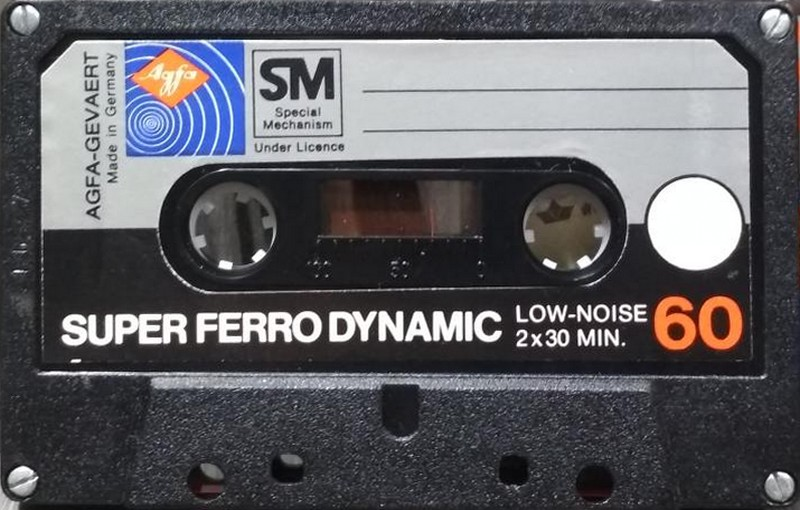 AGFA-GEVAERT
Made in Germany
Agfa
SM
Special
Mechanism
Under Licence
SUPER FERRO DYNAMIC
LOW-NOISE
2x30 MIN.
60